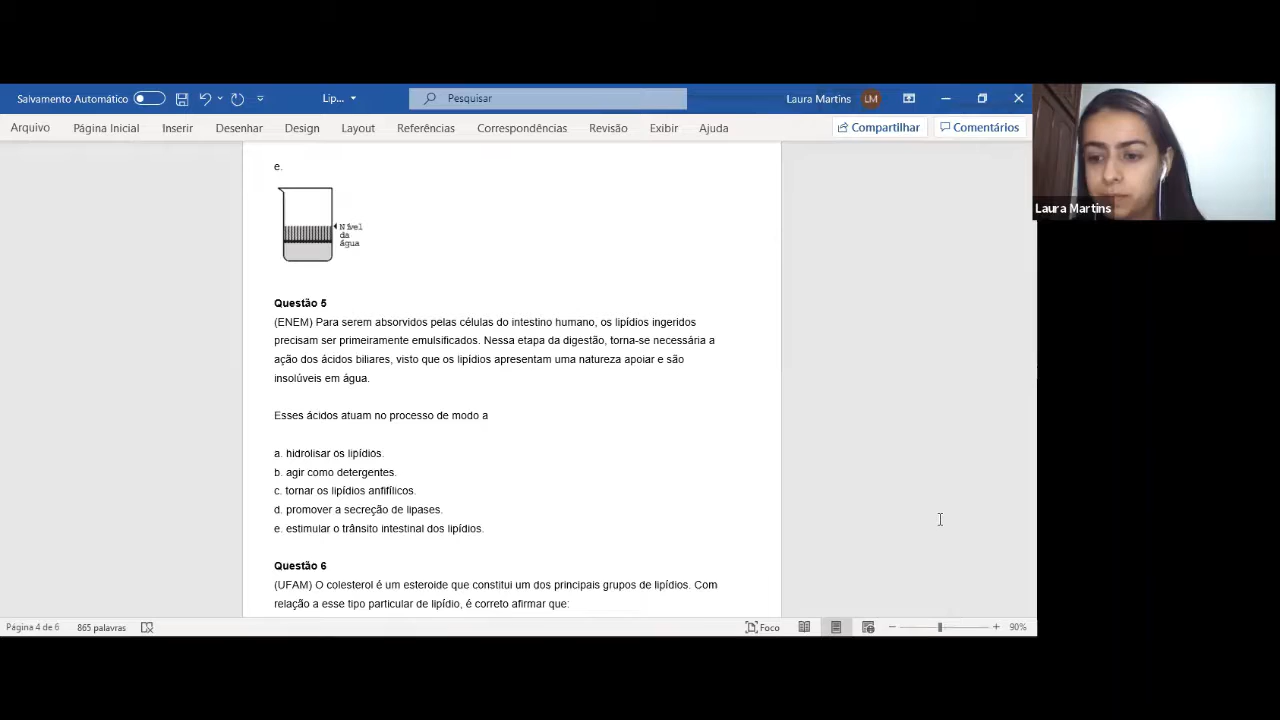 Salvamento Automático
Lip...
Pesquisar
Laura Martins
LM
Arquivo
Página Inicial
Inserir
Desenhar
Design
Layout
Referências
Correspondências
Revisão
Exibir
Ajuda
Compartilhar
Comentários
Laura Martins
e.
Nível
da
água
Questão 5
(ENEM) Para serem absorvidos pelas células do intestino humano, os lipídios ingeridos
precisam ser primeiramente emulsificados. Nessa etapa da digestão, torna-se necessária a
ação dos ácidos biliares, visto que os lipídios apresentam uma natureza apoiar e são
insolúveis em água.
Esses ácidos atuam no processo de modo a
a. hidrolisar os lipídios.
b. agir como detergentes.
c. tornar os lipídios anfifílicos.
d. promover a secreção de lipases.
e. estimular o trânsito intestinal dos lipídios.
Questão 6
(UFAM) O colesterol é um esteroide que constitui um dos principais grupos de lipídios. Com
relação a esse tipo particular de lipídio, é correto afirmar que:
Página 4 de 6
865 palavras
Foco
90%